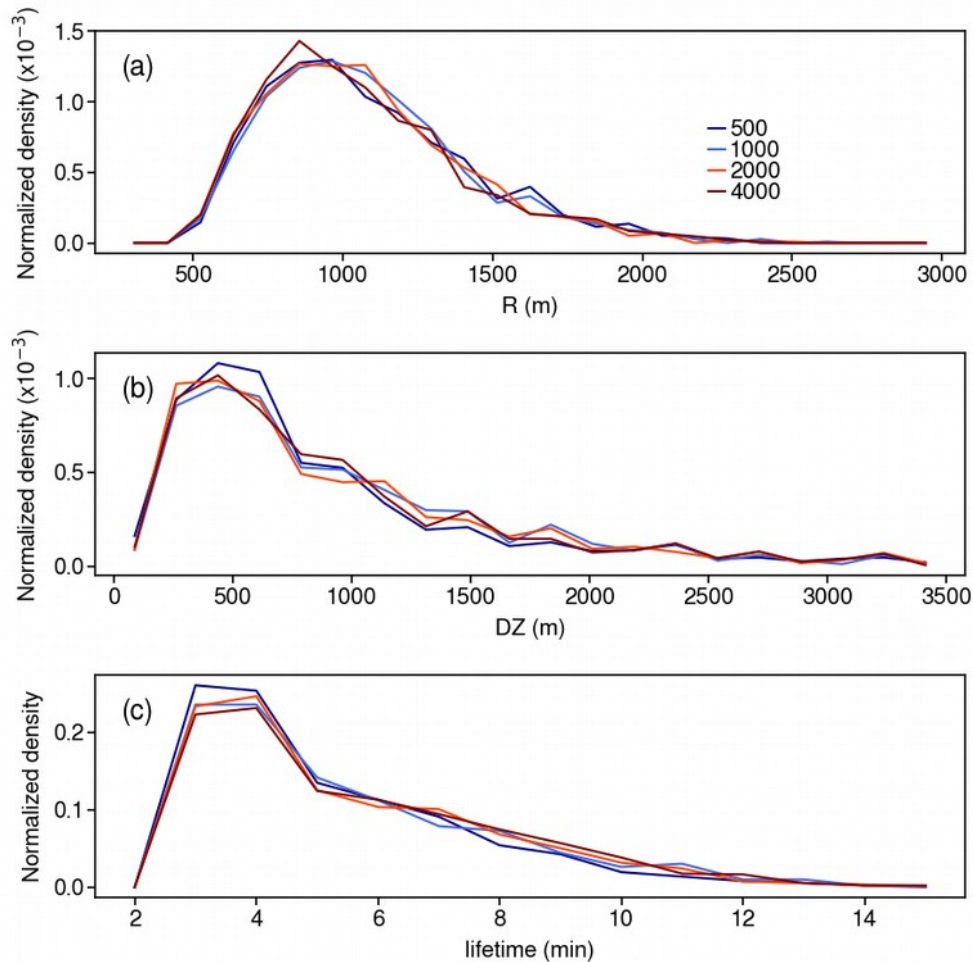 1.5
1.0
0.5
0.0
Normalized density (x10⁻³)
(a)
500
1000
2000
4000
500 1000 1500 2000 2500 3000
R (m)
1.0
0.5
0.0
Normalized density (x10⁻³)
(b)
0 500 1000 1500 2000 2500 3000 3500
DZ (m)
0.2
0.1
0.0
Normalized density
(c)
2 4 6 8 10 12 14
lifetime (min)